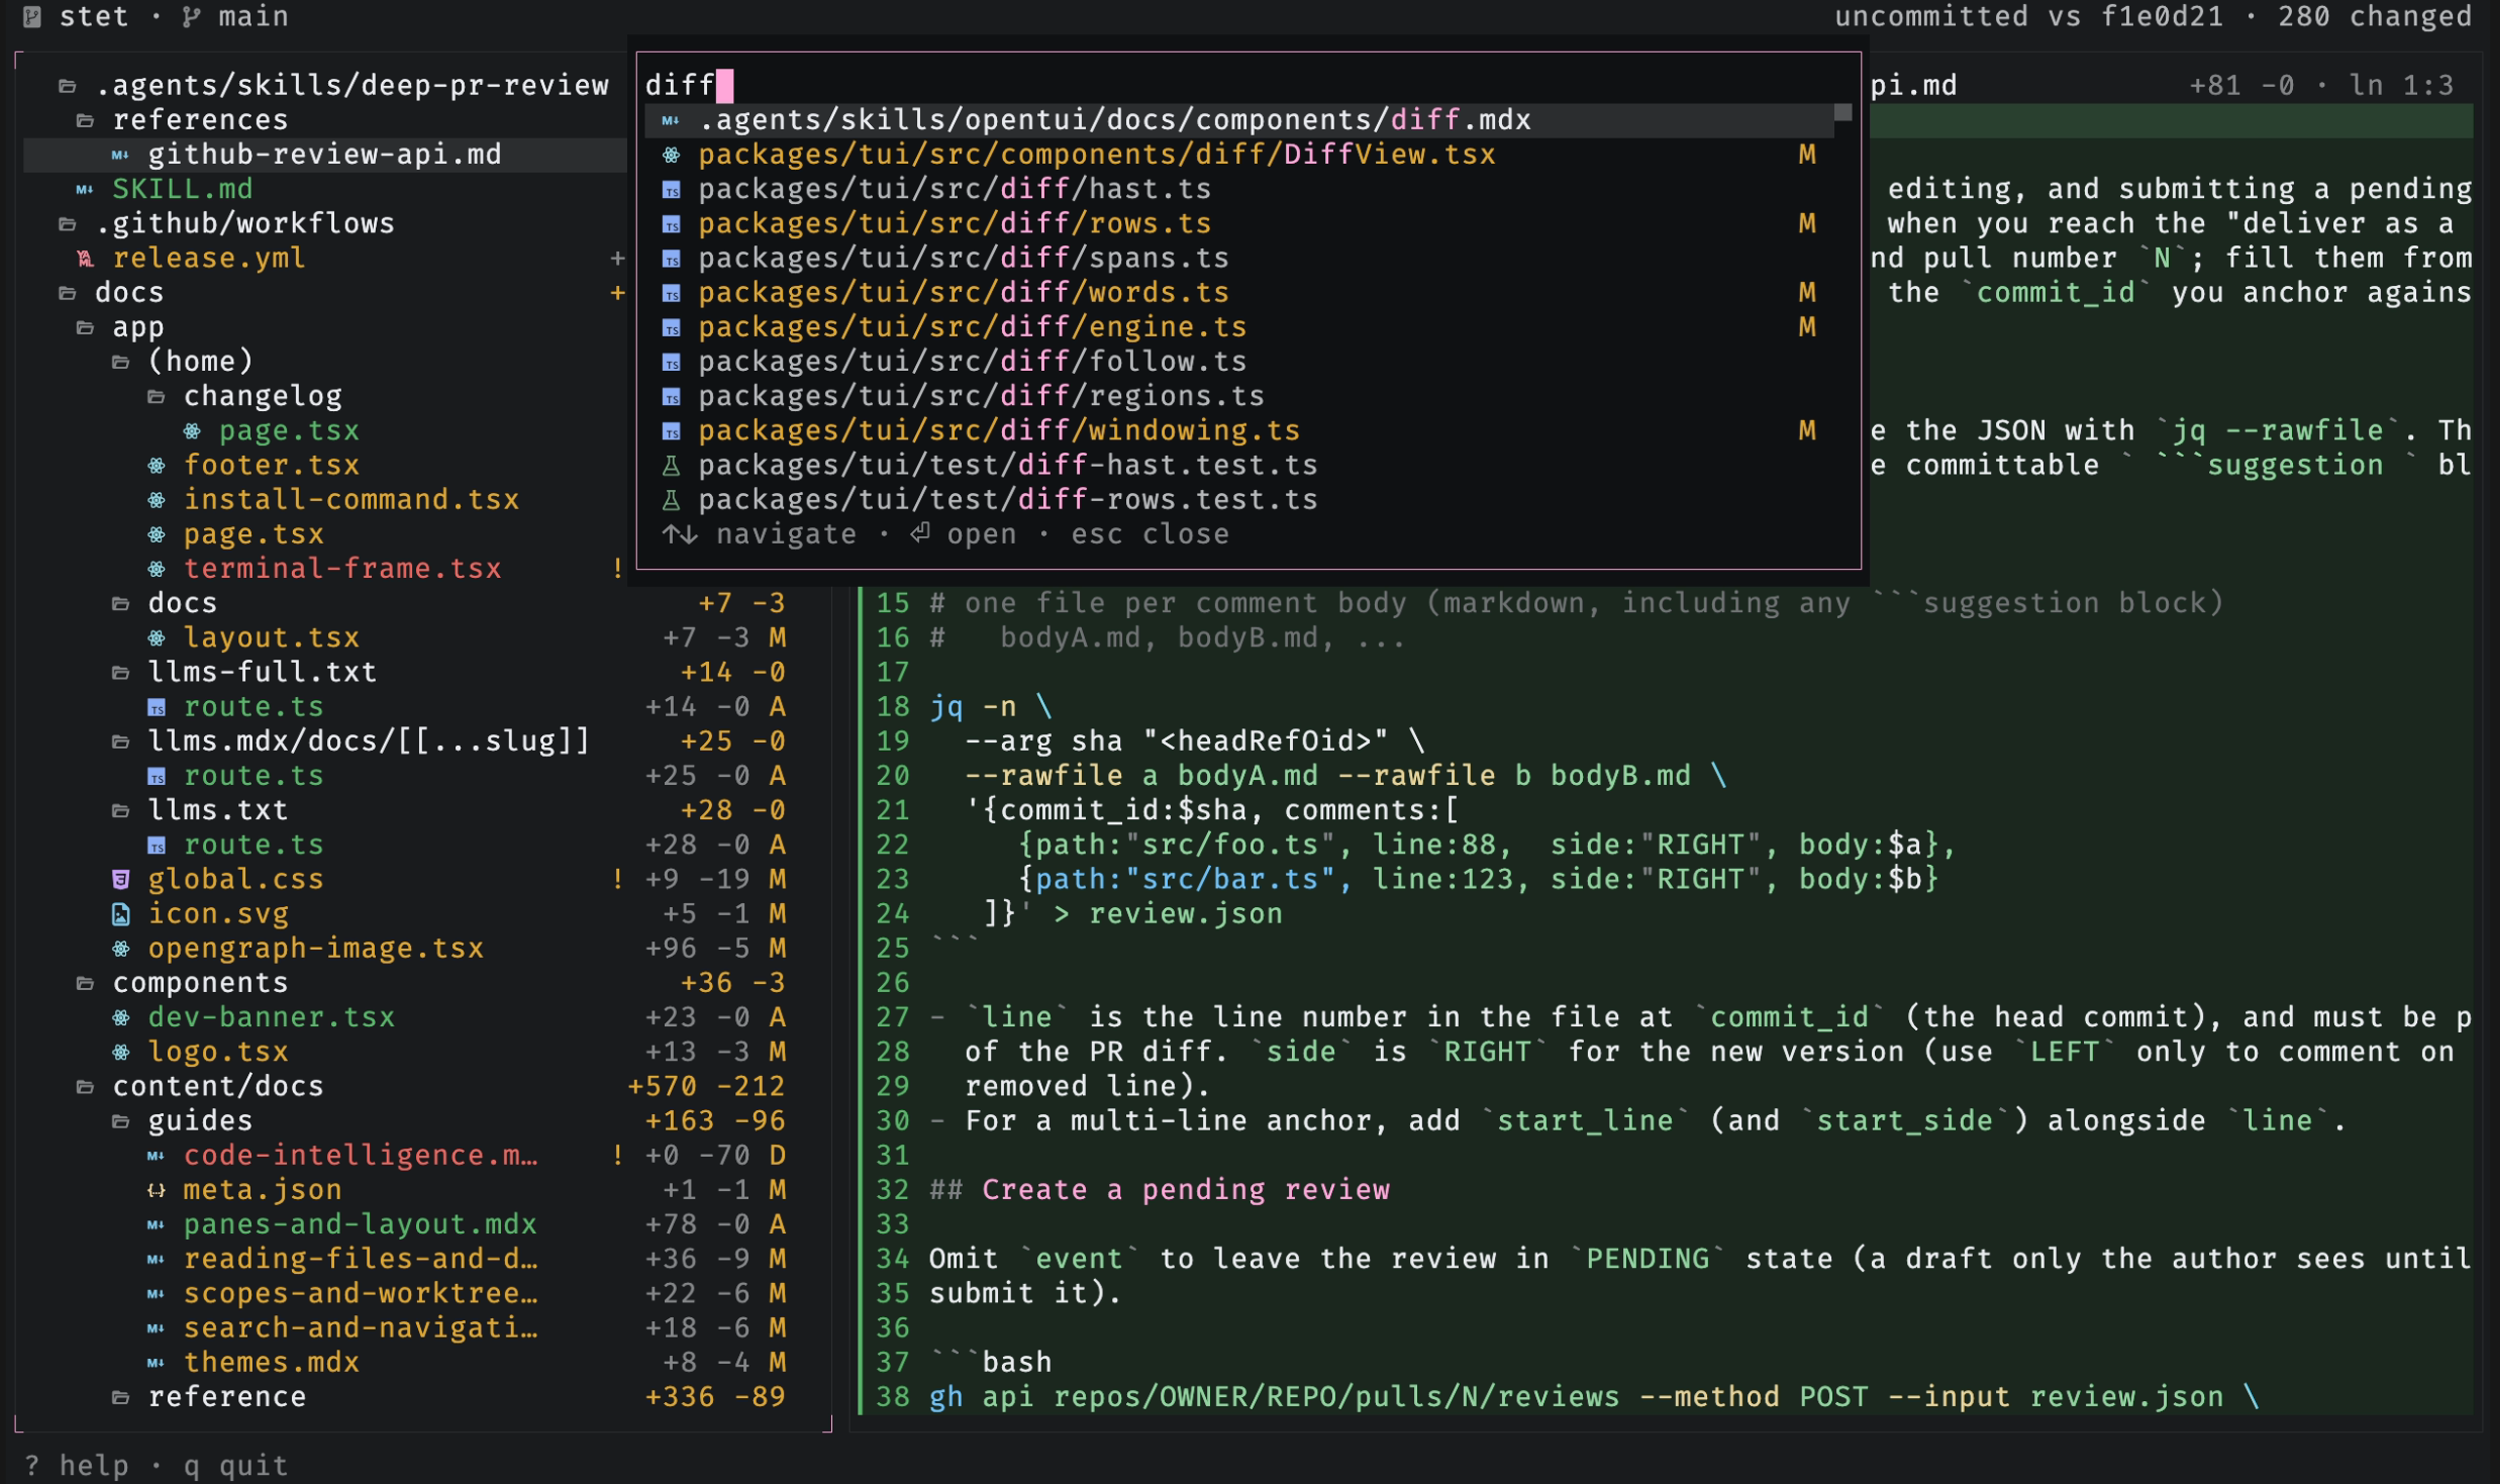 stet · main
uncommitted vs f1e0d21 · 280 changed
.agents/skills/deep-pr-review
references
github-review-api.md
SKILL.md
.github/workflows
release.yml +
docs +
app
(home)
changelog
page.tsx
footer.tsx
install-command.tsx
page.tsx
terminal-frame.tsx !
docs +7 -3
layout.tsx +7 -3 M
llms-full.txt +14 -0
route.ts +14 -0 A
llms.mdx/docs/[[...slug]] +25 -0
route.ts +25 -0 A
llms.txt +28 -0
route.ts +28 -0 A
global.css ! +9 -19 M
icon.svg +5 -1 M
opengraph-image.tsx +96 -5 M
components +36 -3
dev-banner.tsx +23 -0 A
logo.tsx +13 -3 M
content/docs +570 -212
guides +163 -96
code-intelligence.m… ! +0 -70 D
meta.json +1 -1 M
panes-and-layout.mdx +78 -0 A
reading-files-and-d… +36 -9 M
scopes-and-worktree… +22 -6 M
search-and-navigati… +18 -6 M
themes.mdx +8 -4 M
reference +336 -89
diff
.agents/skills/opentui/docs/components/diff.mdx
packages/tui/src/components/diff/DiffView.tsx M
packages/tui/src/diff/hast.ts
packages/tui/src/diff/rows.ts M
packages/tui/src/diff/spans.ts
packages/tui/src/diff/words.ts M
packages/tui/src/diff/engine.ts M
packages/tui/src/diff/follow.ts
packages/tui/src/diff/regions.ts
packages/tui/src/diff/windowing.ts M
packages/tui/test/diff-hast.test.ts
packages/tui/test/diff-rows.test.ts
↑↓ navigate · ⏎ open · esc close
pi.md +81 -0 · ln 1:3
editing, and submitting a pending
when you reach the "deliver as a
nd pull number `N`; fill them from
the `commit_id` you anchor agains
e the JSON with `jq --rawfile`. Th
e committable ` ```suggestion ` bl
15 # one file per comment body (markdown, including any ```suggestion block)
16 #   bodyA.md, bodyB.md, ...
17
18 jq -n \
19   --arg sha "<headRefOid>" \
20   --rawfile a bodyA.md --rawfile b bodyB.md \
21   '{commit_id:$sha, comments:[
22      {path:"src/foo.ts", line:88,  side:"RIGHT", body:$a},
23      {path:"src/bar.ts", line:123, side:"RIGHT", body:$b}
24    ]}' > review.json
25 ```
26
27 - `line` is the line number in the file at `commit_id` (the head commit), and must be p
28   of the PR diff. `side` is `RIGHT` for the new version (use `LEFT` only to comment on
29   removed line).
30 - For a multi-line anchor, add `start_line` (and `start_side`) alongside `line`.
31
32 ## Create a pending review
33
34 Omit `event` to leave the review in `PENDING` state (a draft only the author sees until
35 submit it).
36
37 ```bash
38 gh api repos/OWNER/REPO/pulls/N/reviews --method POST --input review.json \
? help · q quit